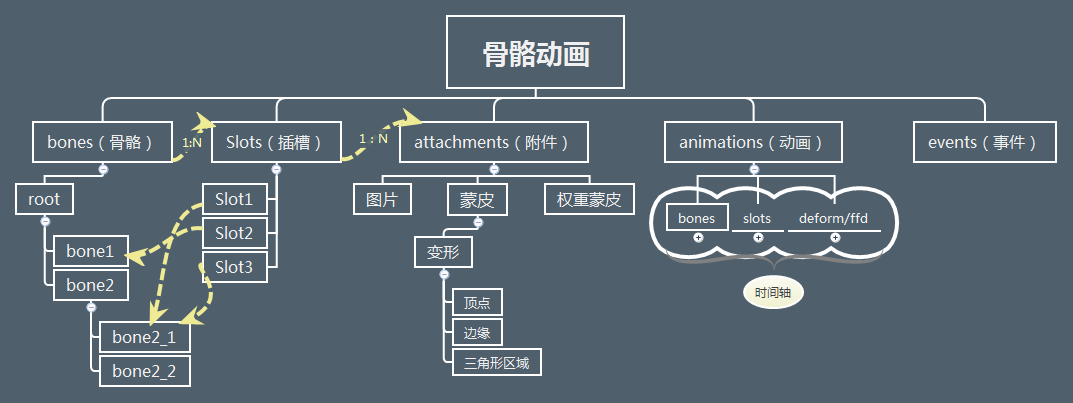 骨骼动画
bones（骨骼）
1:N
Slots（插槽）
1：N
attachments（附件）
animations（动画）
events（事件）
root
bone1
bone2
bone2_1
bone2_2
Slot1
Slot2
Slot3
图片
蒙皮
权重蒙皮
变形
顶点
边缘
三角形区域
bones
slots
deform/ffd
时间轴